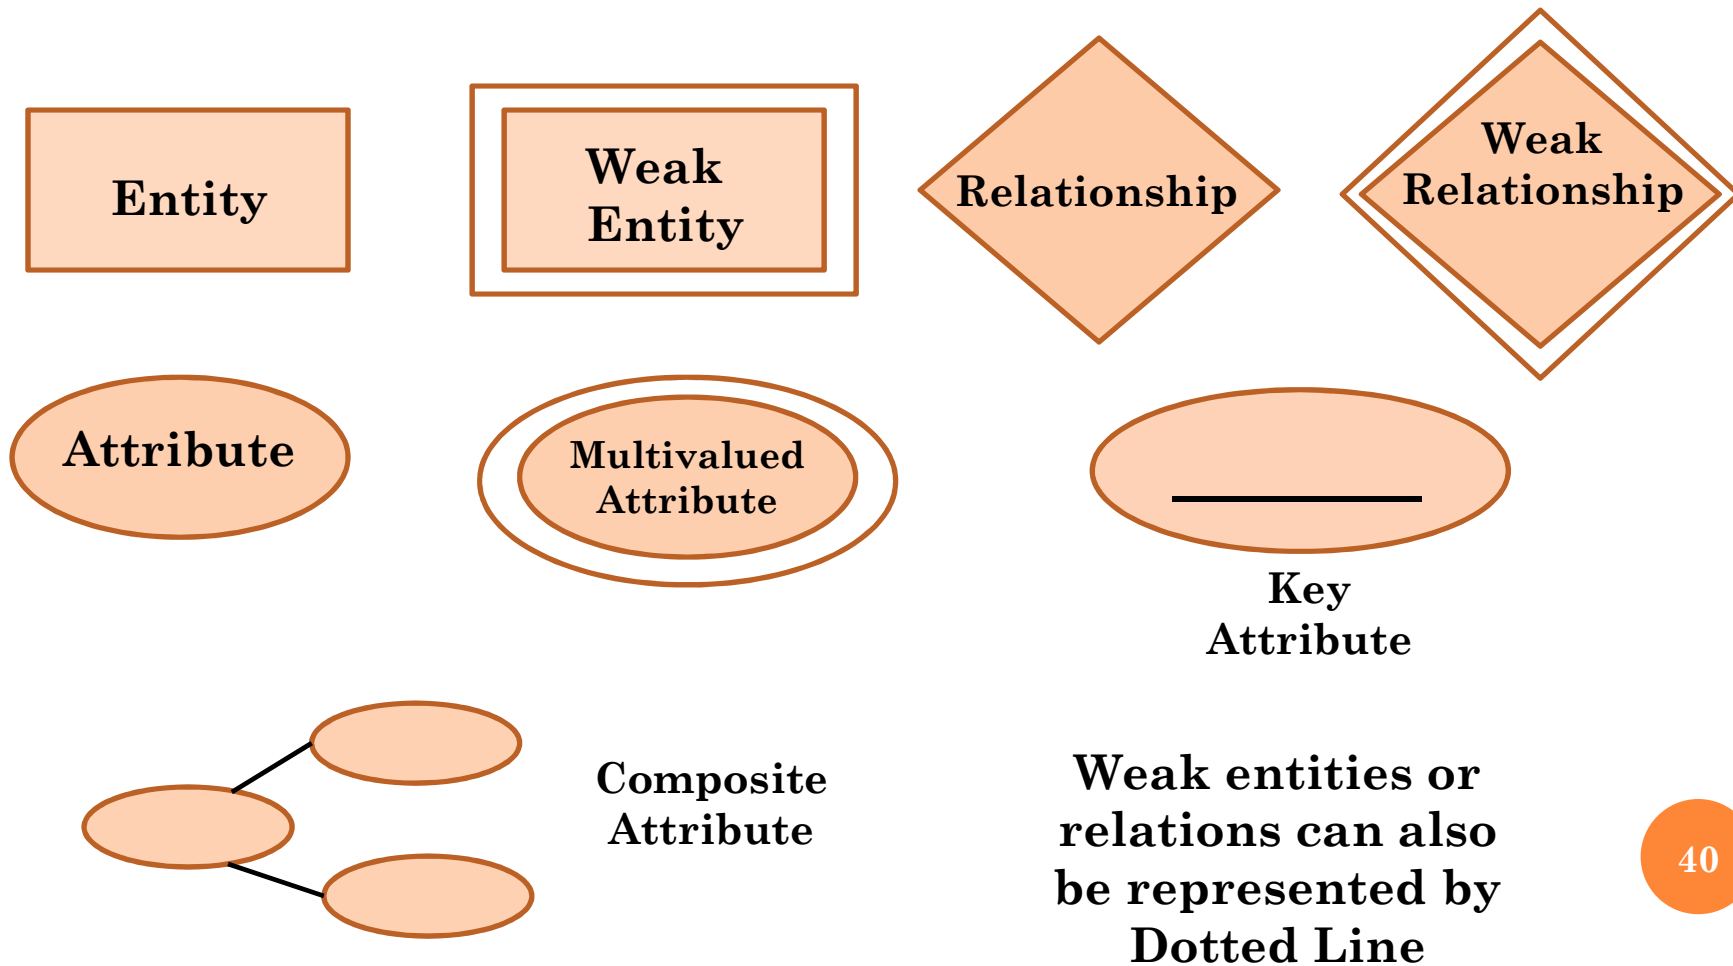 Entity
Weak
Entity
Relationship
Weak
Relationship
Attribute
Multivalued
Attribute
Key
Attribute
Composite
Attribute
Weak entities or
relations can also
be represented by
Dotted Line
40